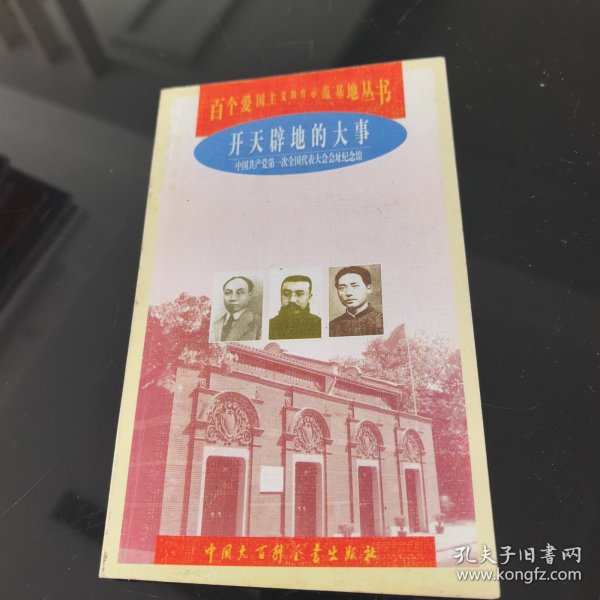 百个爱国主义教育示范基地丛书
开天辟地的大事
中国共产党第一次全国代表大会会址纪念馆
中国大百科全书出版社
孔夫子旧书网
www.kongfz.com